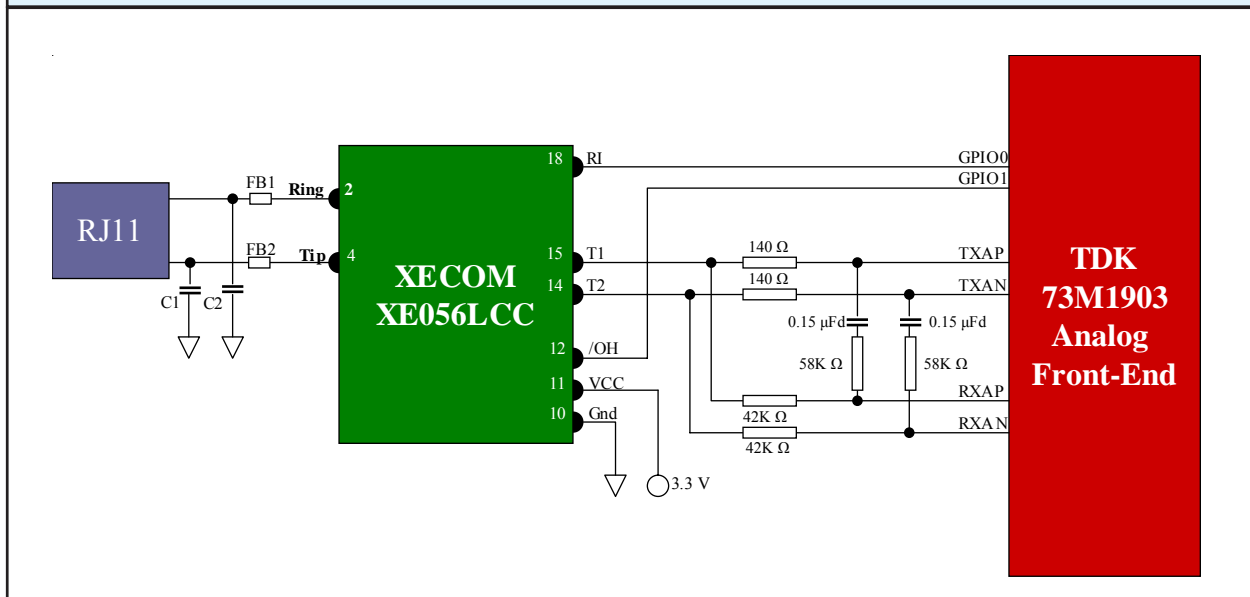 18 RI
GPIO0
GPIO1
FB1
Ring 2
RJ11
FB2
Tip 4
15 T1
140 Ω
TXAP
XECOM
XE056LCC
14 T2
140 Ω
TXAN
TDK
73M1903
Analog
Front-End
C1
C2
0.15 µFd
0.15 µFd
12 /OH
58K Ω
58K Ω
11 VCC
RXAP
10 Gnd
42K Ω
RXAN
42K Ω
3.3 V